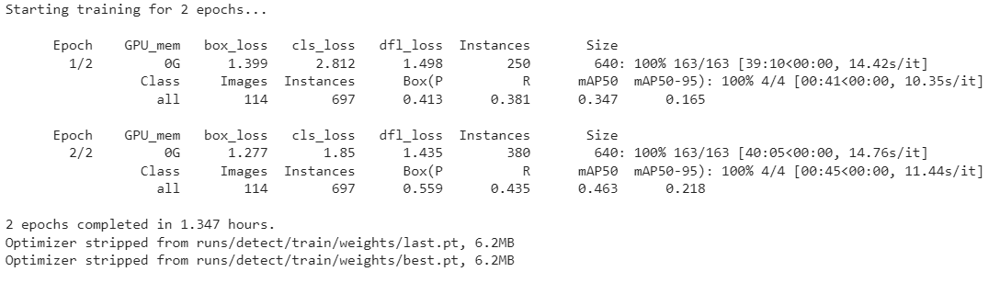 Starting training for 2 epochs...
Epoch GPU_mem box_loss cls_loss dfl_loss Instances Size
1/2 0G 1.399 2.812 1.498 250 640: 100% 163/163 [39:10<00:00, 14.42s/it]
Class Images Instances Box(P R mAP50 mAP50-95): 100% 4/4 [00:41<00:00, 10.35s/it]
all 114 697 0.413 0.381 0.347 0.165
Epoch GPU_mem box_loss cls_loss dfl_loss Instances Size
2/2 0G 1.277 1.85 1.435 380 640: 100% 163/163 [40:05<00:00, 14.76s/it]
Class Images Instances Box(P R mAP50 mAP50-95): 100% 4/4 [00:45<00:00, 11.44s/it]
all 114 697 0.559 0.435 0.463 0.218
2 epochs completed in 1.347 hours.
Optimizer stripped from runs/detect/train/weights/last.pt, 6.2MB
Optimizer stripped from runs/detect/train/weights/best.pt, 6.2MB